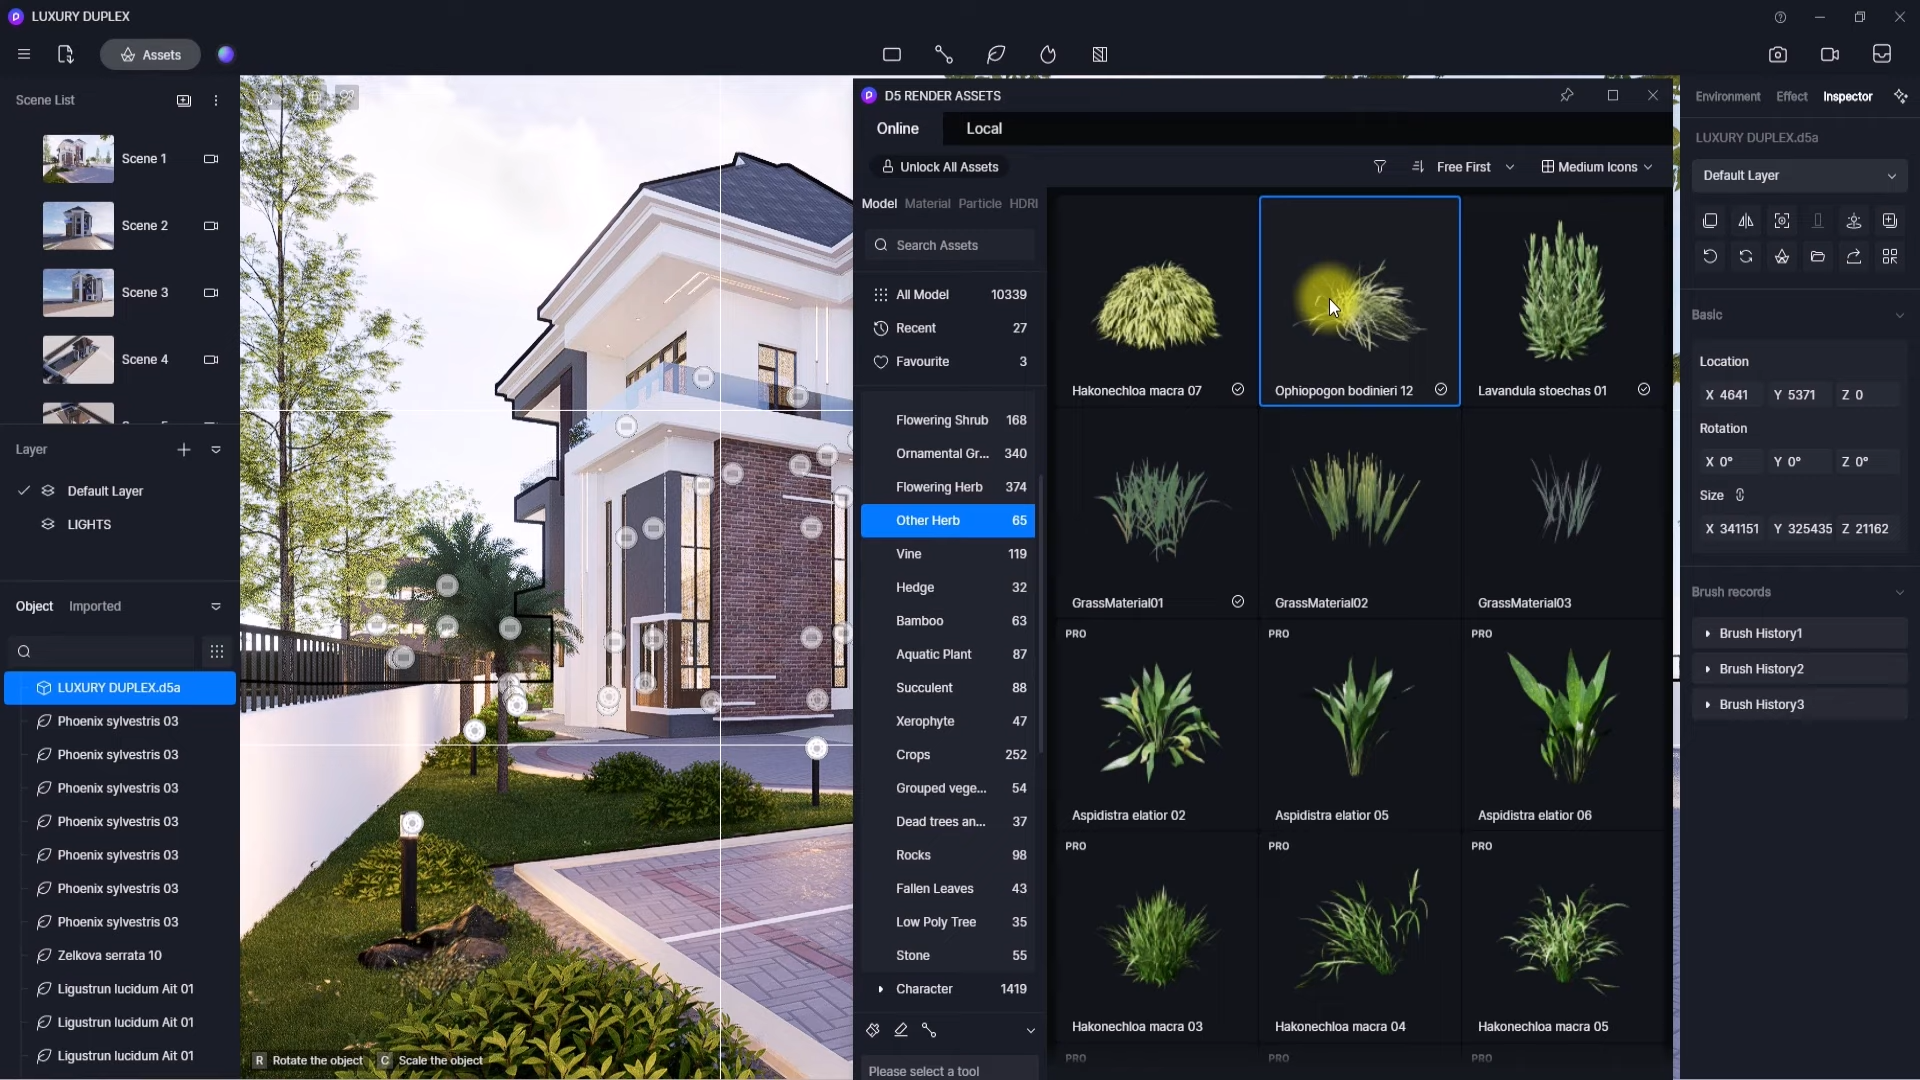 LUXURY DUPLEX
Assets
Scene List
Scene 1
Scene 2
Scene 3
Scene 4
Layer
Default Layer
LIGHTS
Object Imported
LUXURY DUPLEX.d5a
Phoenix sylvestris 03
Phoenix sylvestris 03
Phoenix sylvestris 03
Phoenix sylvestris 03
Phoenix sylvestris 03
Phoenix sylvestris 03
Phoenix sylvestris 03
Zelkova serrata 10
Ligustrun lucidum Ait 01
Ligustrun lucidum Ait 01
Ligustrun lucidum Ait 01
R Rotate the object C Scale the object
D5 RENDER ASSETS
Online Local
Unlock All Assets
Free First
Medium Icons
Model Material Particle HDRI
Search Assets
All Model 10339
Recent 27
Favourite 3
Flowering Shrub 168
Ornamental Gr... 340
Flowering Herb 374
Other Herb 65
Vine 119
Hedge 32
Bamboo 63
Aquatic Plant 87
Succulent 88
Xerophyte 47
Crops 252
Grouped vege... 54
Dead trees an... 37
Rocks 98
Fallen Leaves 43
Low Poly Tree 35
Stone 55
Character 1419
Please select a tool
Hakonechloa macra 07
Ophiopogon bodinieri 12
Lavandula stoechas 01
GrassMaterial01
GrassMaterial02
GrassMaterial03
PRO PRO PRO
Aspidistra elatior 02
Aspidistra elatior 05
Aspidistra elatior 06
PRO PRO PRO
Hakonechloa macra 03
Hakonechloa macra 04
Hakonechloa macra 05
PRO PRO PRO
Environment Effect Inspector
LUXURY DUPLEX.d5a
Default Layer
Basic
Location
X 4641 Y 5371 Z 0
Rotation
X 0° Y 0° Z 0°
Size
X 341151 Y 325435 Z 21162
Brush records
Brush History1
Brush History2
Brush History3